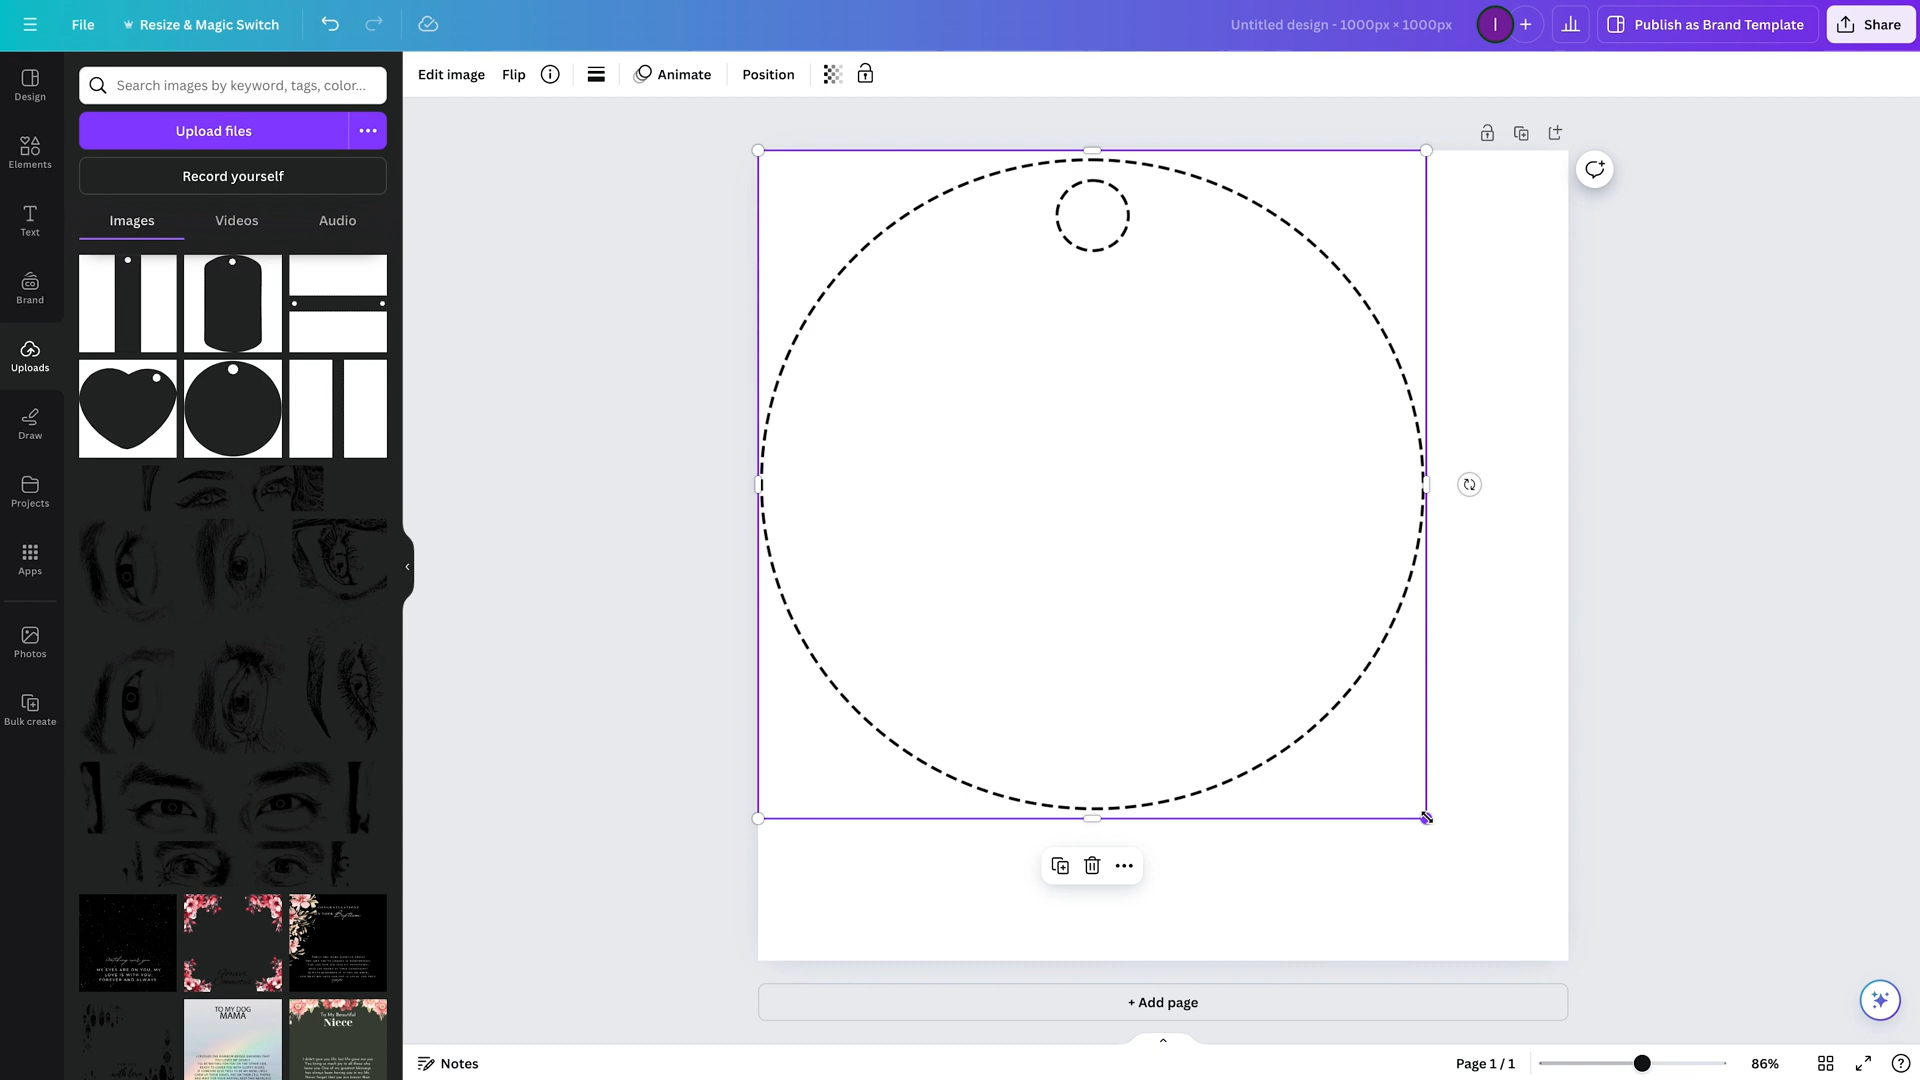 File
Resize & Magic Switch
Untitled design - 1000px × 1000px
I
Publish as Brand Template
Share
Design
Elements
Text
Brand
Uploads
Draw
Projects
Apps
Photos
Bulk create
Search images by keyword, tags, color...
Upload files
Record yourself
Images
Videos
Audio
TO MY DOG
MAMA
To My Beautiful
Niece
Edit image
Flip
Animate
Position
+ Add page
Notes
Page 1 / 1
86%